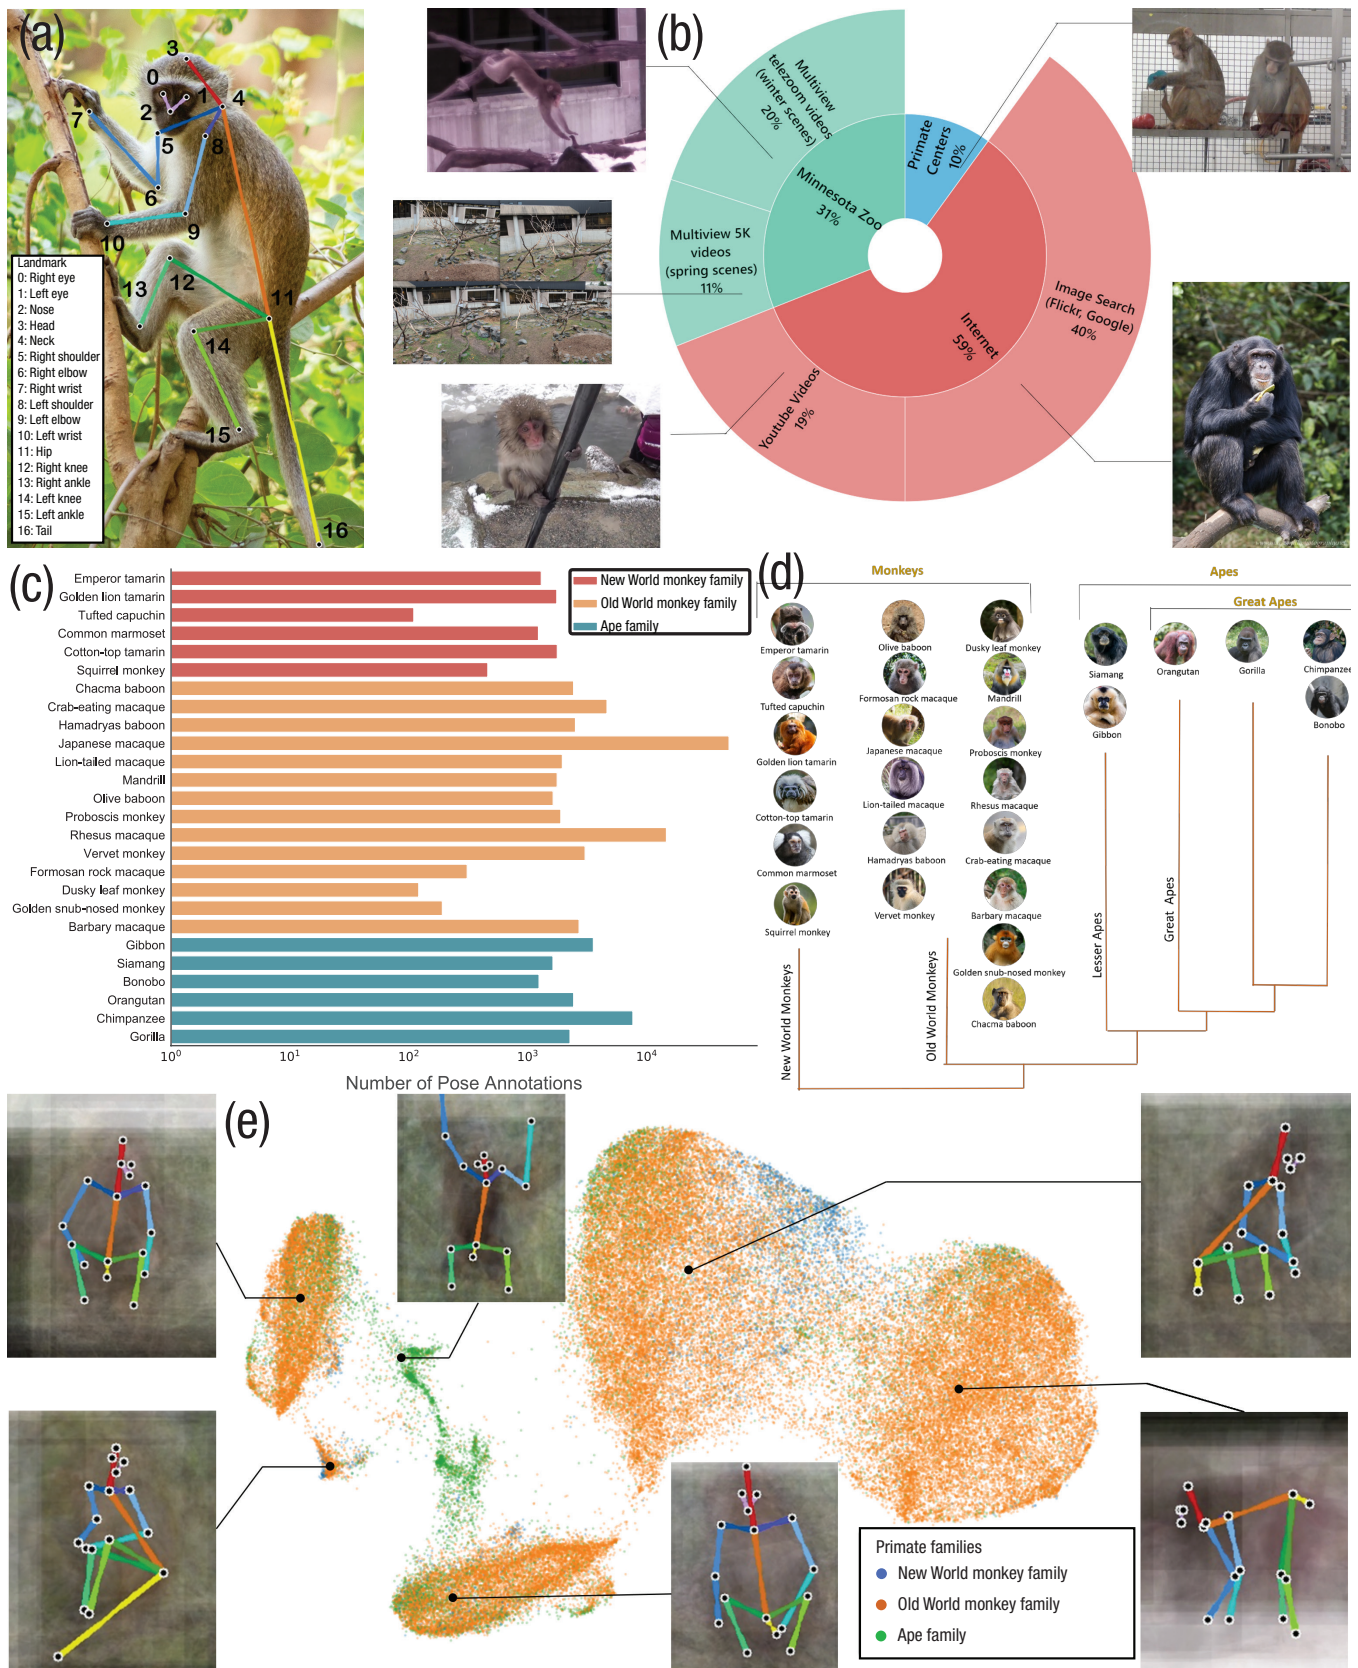 (a)
3
0
1
2
4
7
5
8
6
9
10
12
13
11
14
15
16
Landmark
0: Right eye
1: Left eye
2: Nose
3: Head
4: Neck
5: Right shoulder
6: Right elbow
7: Right wrist
8: Left shoulder
9: Left elbow
10: Left wrist
11: Hip
12: Right knee
13: Right ankle
14: Left knee
15: Left ankle
16: Tail
(b)
Multiview
telezoom videos
(winter scenes)
20%
Primate
Centers
10%
Minnesota Zoo
31%
Multiview 5K
videos
(spring scenes)
11%
Internet
59%
Image Search
(Flickr, Google)
40%
Youtube Videos
19%
(c)
Emperor tamarin
Golden lion tamarin
Tufted capuchin
Common marmoset
Cotton-top tamarin
Squirrel monkey
Chacma baboon
Crab-eating macaque
Hamadryas baboon
Japanese macaque
Lion-tailed macaque
Mandrill
Olive baboon
Proboscis monkey
Rhesus macaque
Vervet monkey
Formosan rock macaque
Dusky leaf monkey
Golden snub-nosed monkey
Barbary macaque
Gibbon
Siamang
Bonobo
Orangutan
Chimpanzee
Gorilla
10⁰ 10¹ 10² 10³ 10⁴
Number of Pose Annotations
New World monkey family
Old World monkey family
Ape family
(d)
Monkeys
Apes
Great Apes
Emperor tamarin
Tufted capuchin
Golden lion tamarin
Cotton-top tamarin
Common marmoset
Squirrel monkey
New World Monkeys
Olive baboon
Formosan rock macaque
Japanese macaque
Lion-tailed macaque
Hamadryas baboon
Vervet monkey
Old World Monkeys
Dusky leaf monkey
Mandrill
Proboscis monkey
Rhesus macaque
Crab-eating macaque
Barbary macaque
Golden snub-nosed monkey
Chacma baboon
Siamang
Gibbon
Lesser Apes
Orangutan
Great Apes
Gorilla
Chimpanzee
Bonobo
(e)
Primate families
New World monkey family
Old World monkey family
Ape family